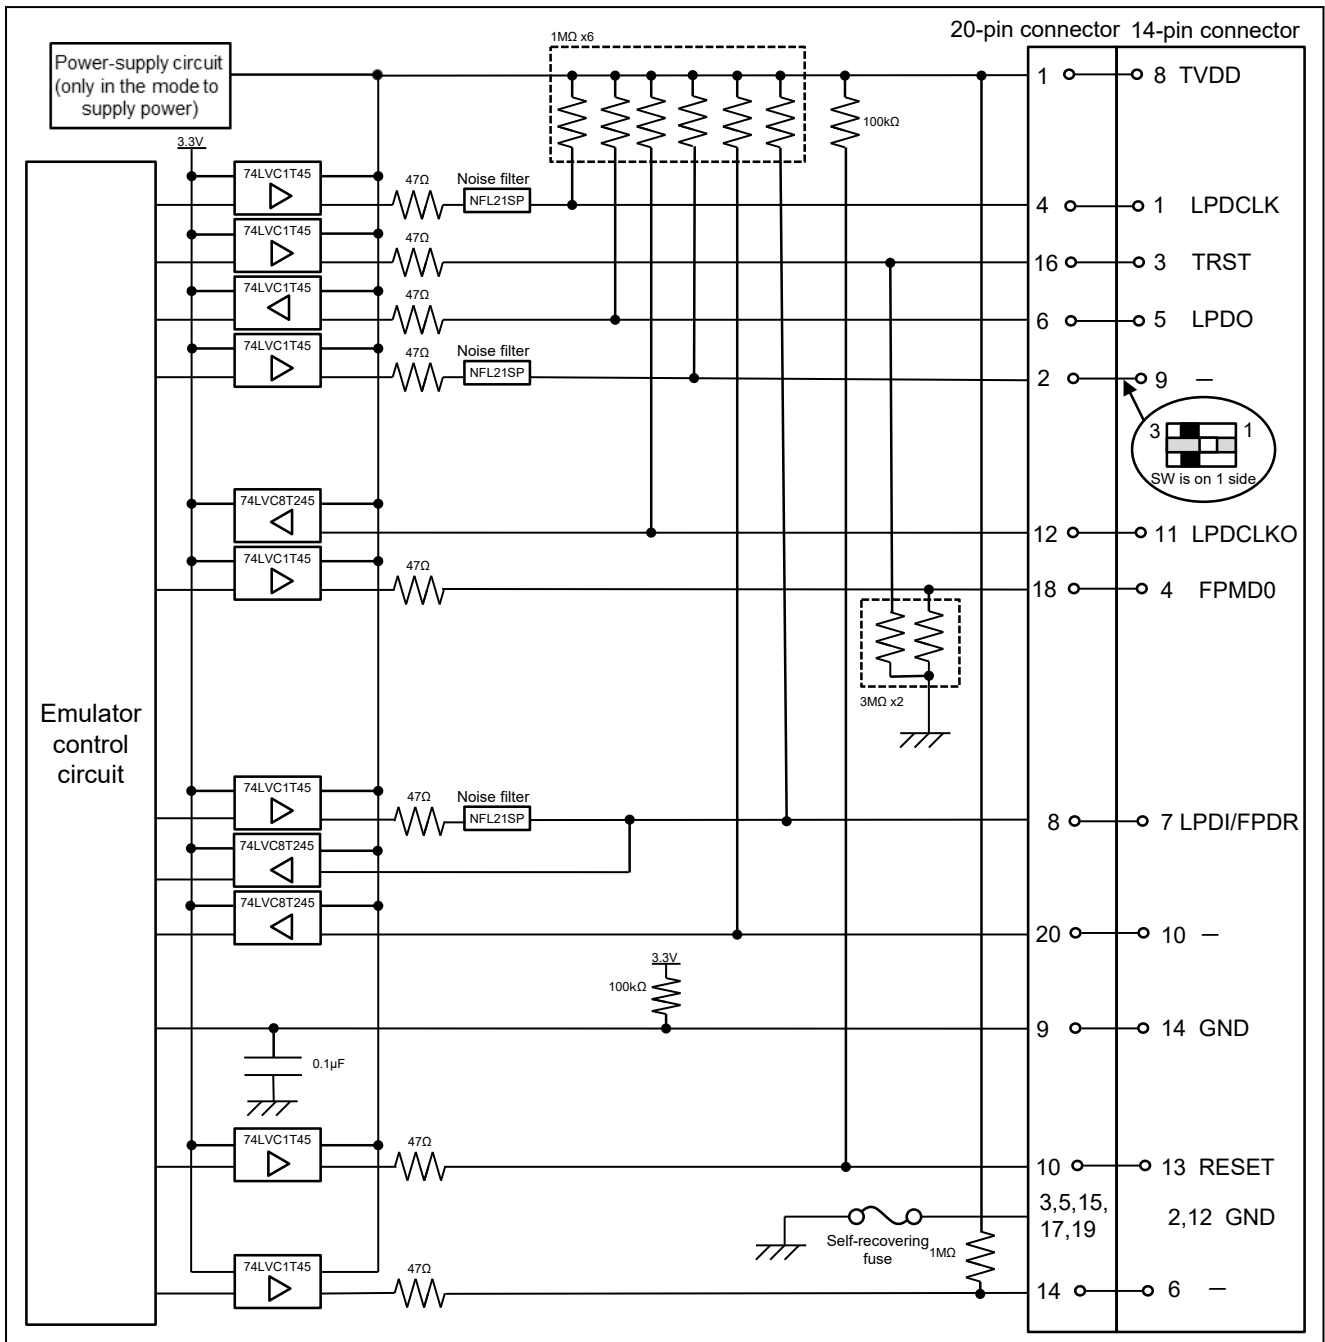 20-pin connector 14-pin connector
Power-supply circuit
(only in the mode to
supply power)
1MΩ x6
1 8 TVDD
100kΩ
3.3V
74LVC1T45
47Ω
Noise filter
NFL21SP
4 1 LPDCLK
74LVC1T45
47Ω
16 3 TRST
74LVC1T45
47Ω
6 5 LPDO
74LVC1T45
47Ω
Noise filter
NFL21SP
2 9 –
3 1
SW is on 1 side
74LVC8T245
12 11 LPDCLKO
74LVC1T45
47Ω
18 4 FPMD0
3MΩ x2
Emulator
control
circuit
74LVC1T45
47Ω
Noise filter
NFL21SP
8 7 LPDI/FPDR
74LVC8T245
74LVC8T245
20 10 –
3.3V
100kΩ
9 14 GND
0.1µF
74LVC1T45
47Ω
10 13 RESET
3,5,15,
17,19
2,12 GND
Self-recovering
fuse
1MΩ
74LVC1T45
47Ω
14 6 –